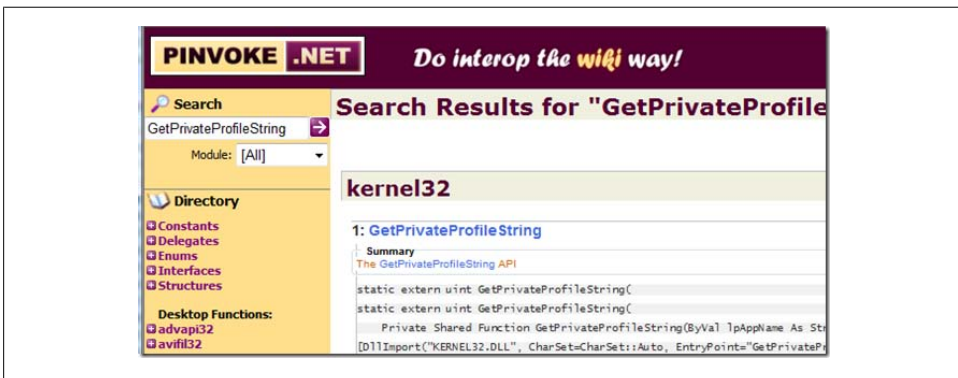 PINVOKE .NET
Do interop the wiki way!
Search
GetPrivateProfileString
Module: [All]
Directory
Constants
Delegates
Enums
Interfaces
Structures
Desktop Functions:
advapi32
avifil32
Search Results for "GetPrivateProfile
kernel32
1: GetPrivateProfileString
Summary
The GetPrivateProfileString API
static extern uint GetPrivateProfileString(
static extern uint GetPrivateProfileString(
Private Shared Function GetPrivateProfileString(ByVal lpAppName As Str
[DllImport("KERNEL32.DLL", CharSet=CharSet::Auto, EntryPoint="GetPrivatePr